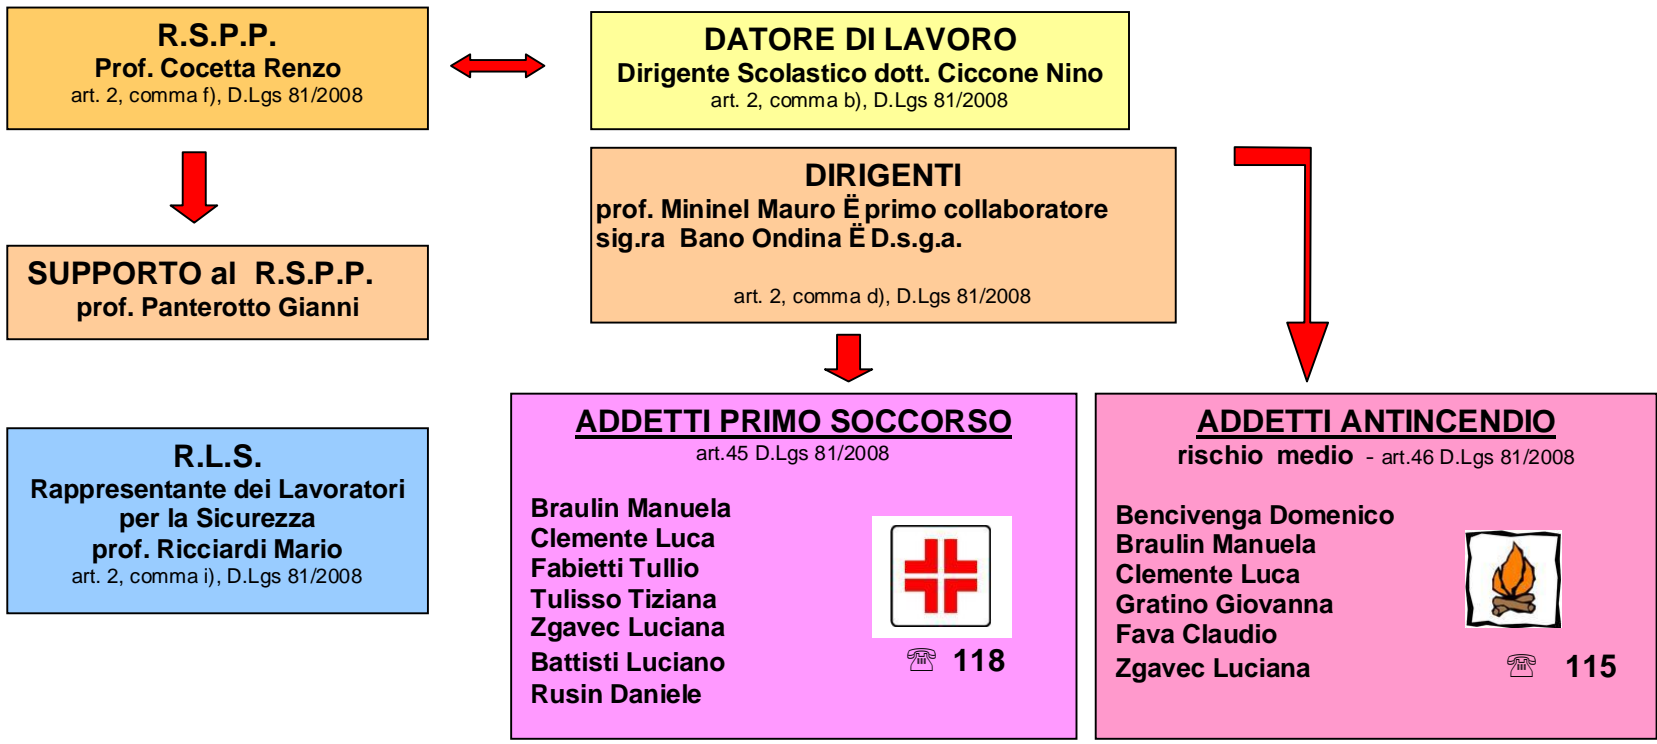 R.S.P.P.
Prof. Cocetta Renzo
art. 2, comma f), D.Lgs 81/2008
DATORE DI LAVORO
Dirigente Scolastico dott. Ciccone Nino
art. 2, comma b), D.Lgs 81/2008
DIRIGENTI
prof. Mininel Mauro Ë primo collaboratore
sig.ra Bano Ondina Ë D.s.g.a.
art. 2, comma d), D.Lgs 81/2008
SUPPORTO al R.S.P.P.
prof. Panterotto Gianni
R.L.S.
Rappresentante dei Lavoratori
per la Sicurezza
prof. Ricciardi Mario
art. 2, comma i), D.Lgs 81/2008
ADDETTI PRIMO SOCCORSO
art.45 D.Lgs 81/2008
Braulin Manuela
Clemente Luca
Fabietti Tullio
Tulisso Tiziana
Zgavec Luciana
Battisti Luciano ☏ 118
Rusin Daniele
ADDETTI ANTINCENDIO
rischio medio - art.46 D.Lgs 81/2008
Bencivenga Domenico
Braulin Manuela
Clemente Luca
Gratino Giovanna
Fava Claudio
Zgavec Luciana ☏ 115